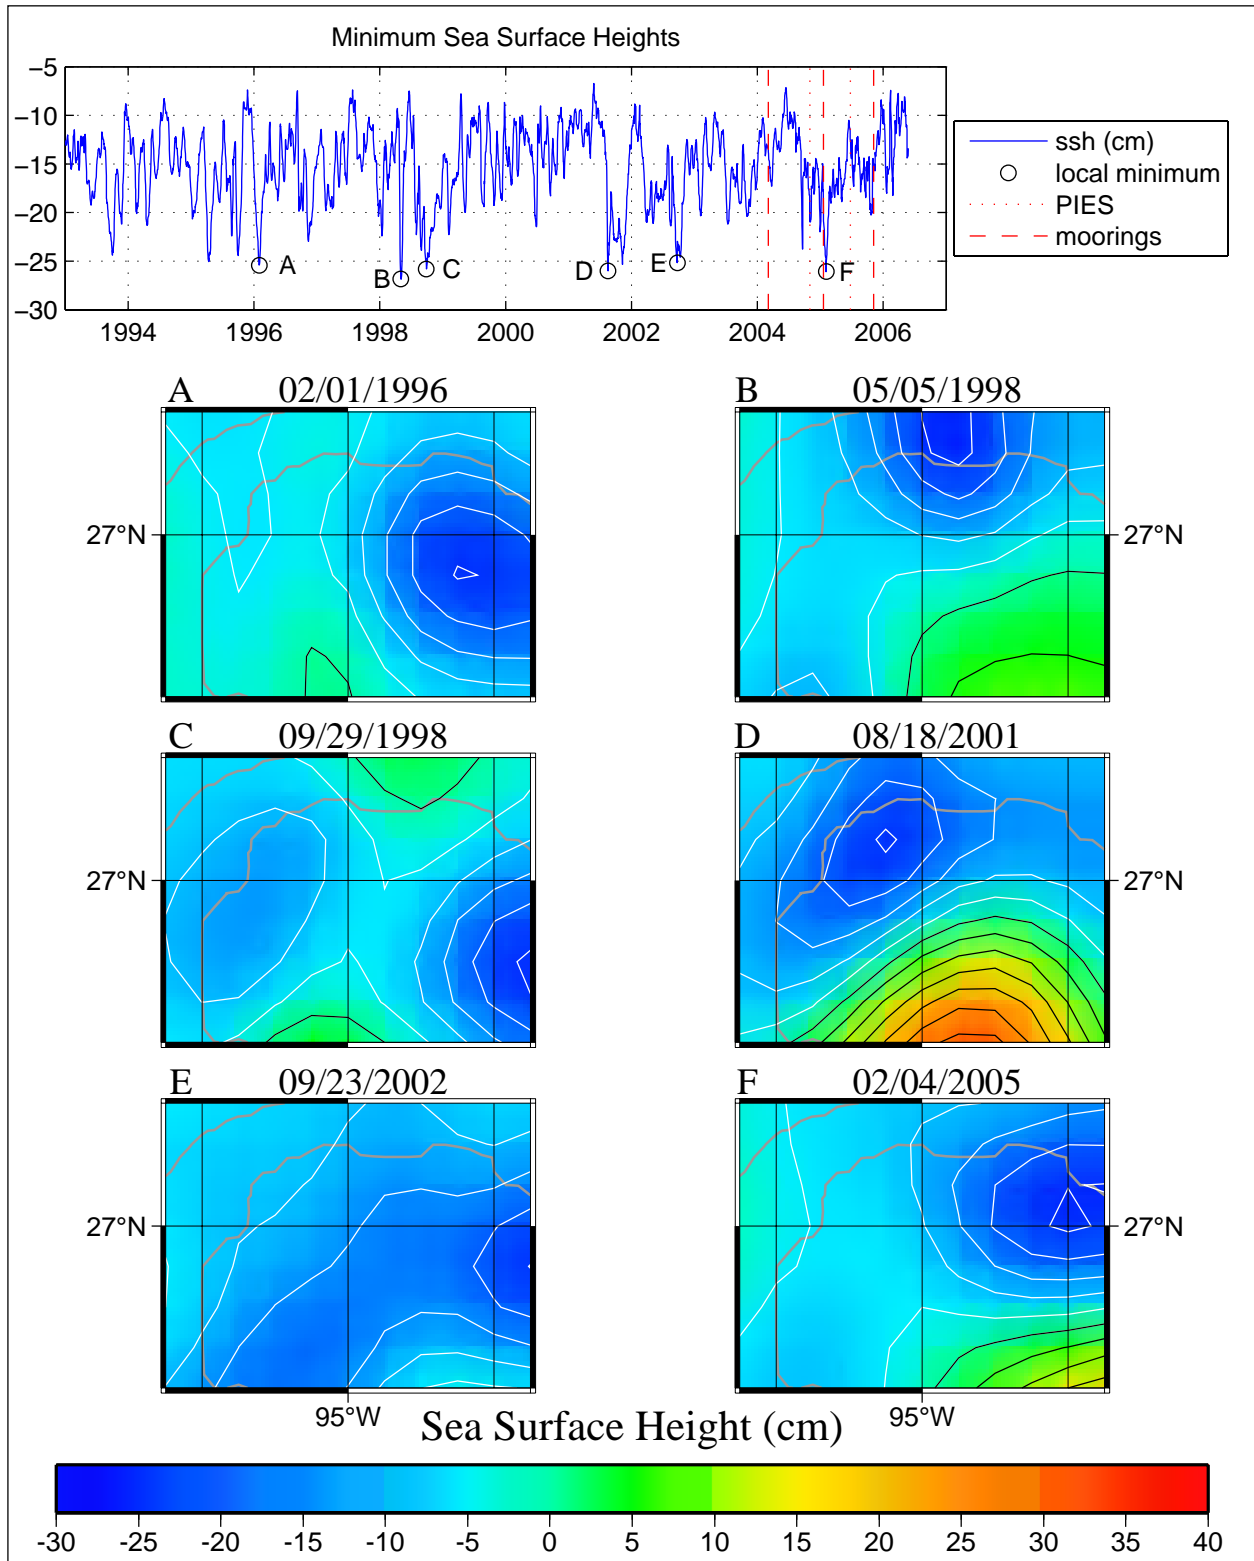 Minimum Sea Surface Heights
−5
−10
−15
−20
−25
−30
A
B
C
D
E
F
1994 1996 1998 2000 2002 2004 2006
ssh (cm)
local minimum
PIES
moorings
A 02/01/1996
B 05/05/1998
27°N
27°N
C 09/29/1998
D 08/18/2001
27°N
27°N
E 09/23/2002
F 02/04/2005
27°N
27°N
95°W
95°W
Sea Surface Height (cm)
-30 -25 -20 -15 -10 -5 0 5 10 15 20 25 30 35 40